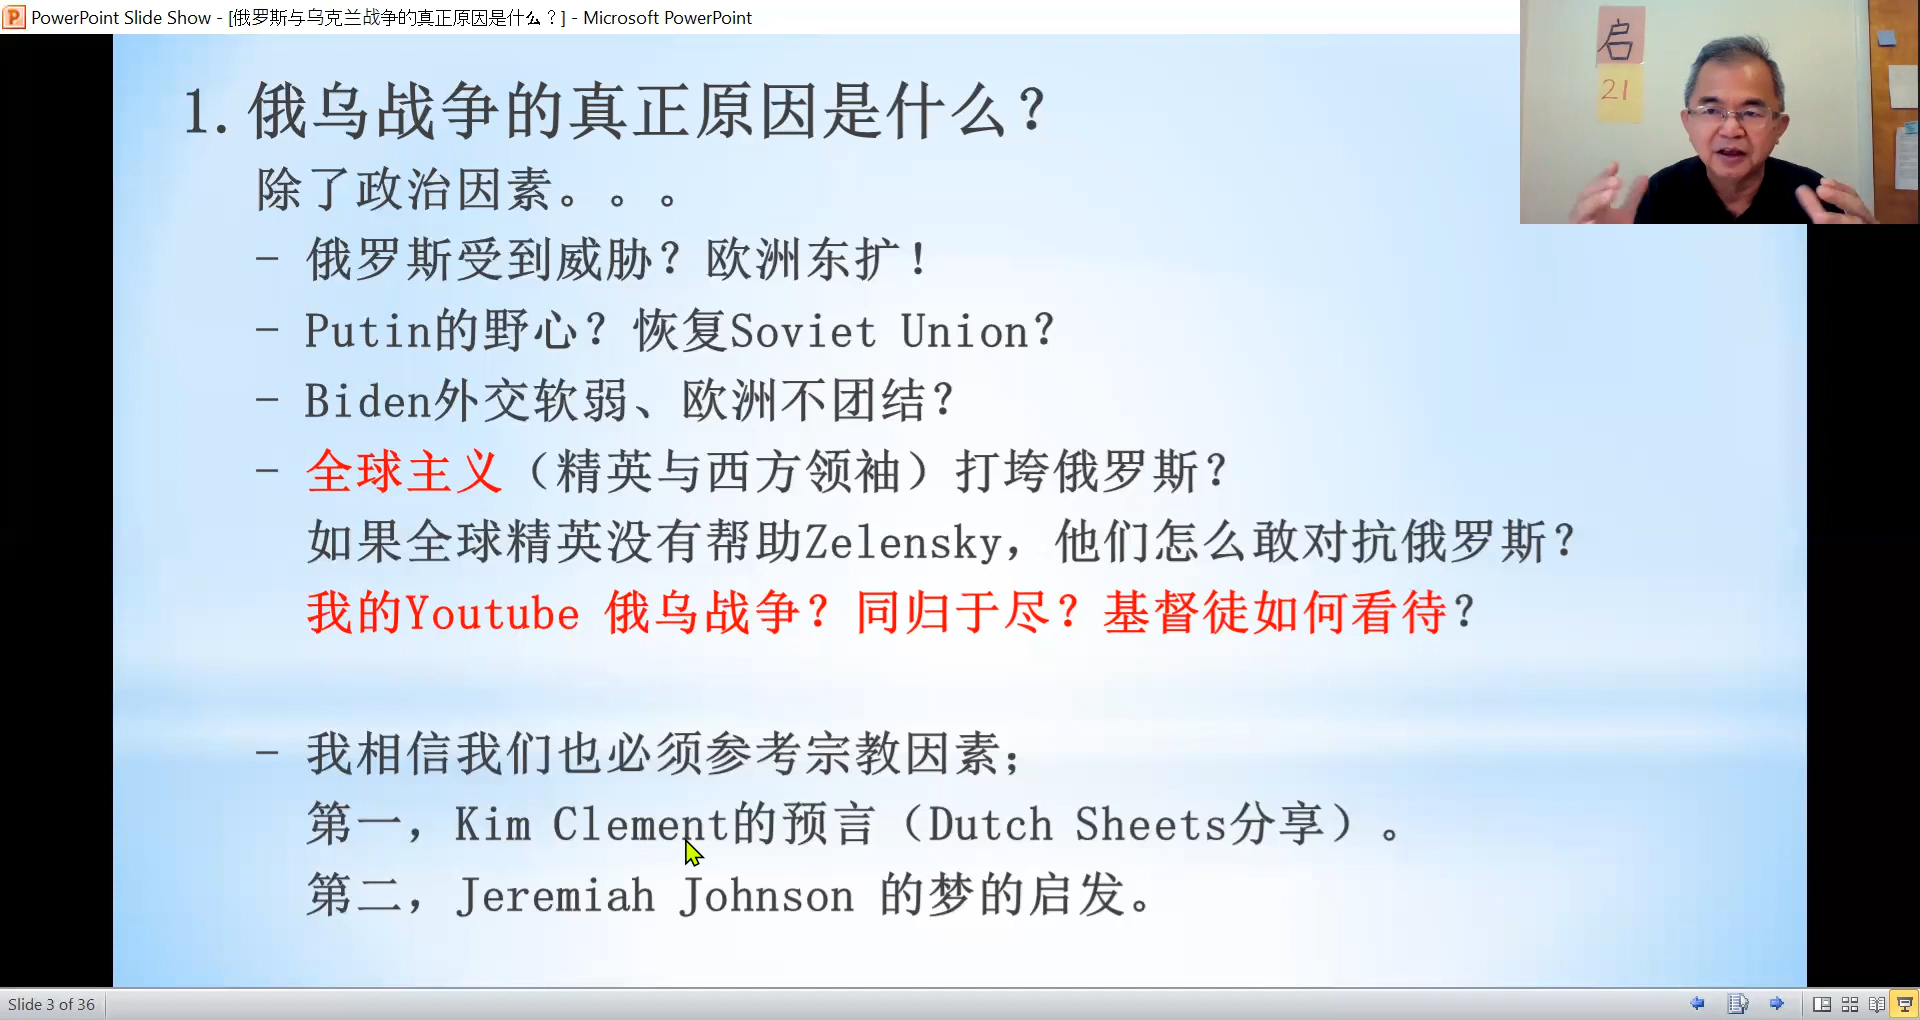 PowerPoint Slide Show - [俄罗斯与乌克兰战争的真正原因是什么？] - Microsoft PowerPoint
启
21
1. 俄乌战争的真正原因是什么？
除了政治因素。。。
- 俄罗斯受到威胁？欧洲东扩！
- Putin的野心？恢复Soviet Union？
- Biden外交软弱、欧洲不团结？
- 全球主义（精英与西方领袖）打垮俄罗斯？
如果全球精英没有帮助Zelensky，他们怎么敢对抗俄罗斯？
我的Youtube 俄乌战争？同归于尽？基督徒如何看待？
- 我相信我们也必须参考宗教因素；
第一，Kim Clement的预言（Dutch Sheets分享）。
第二，Jeremiah Johnson 的梦的启发。
Slide 3 of 36